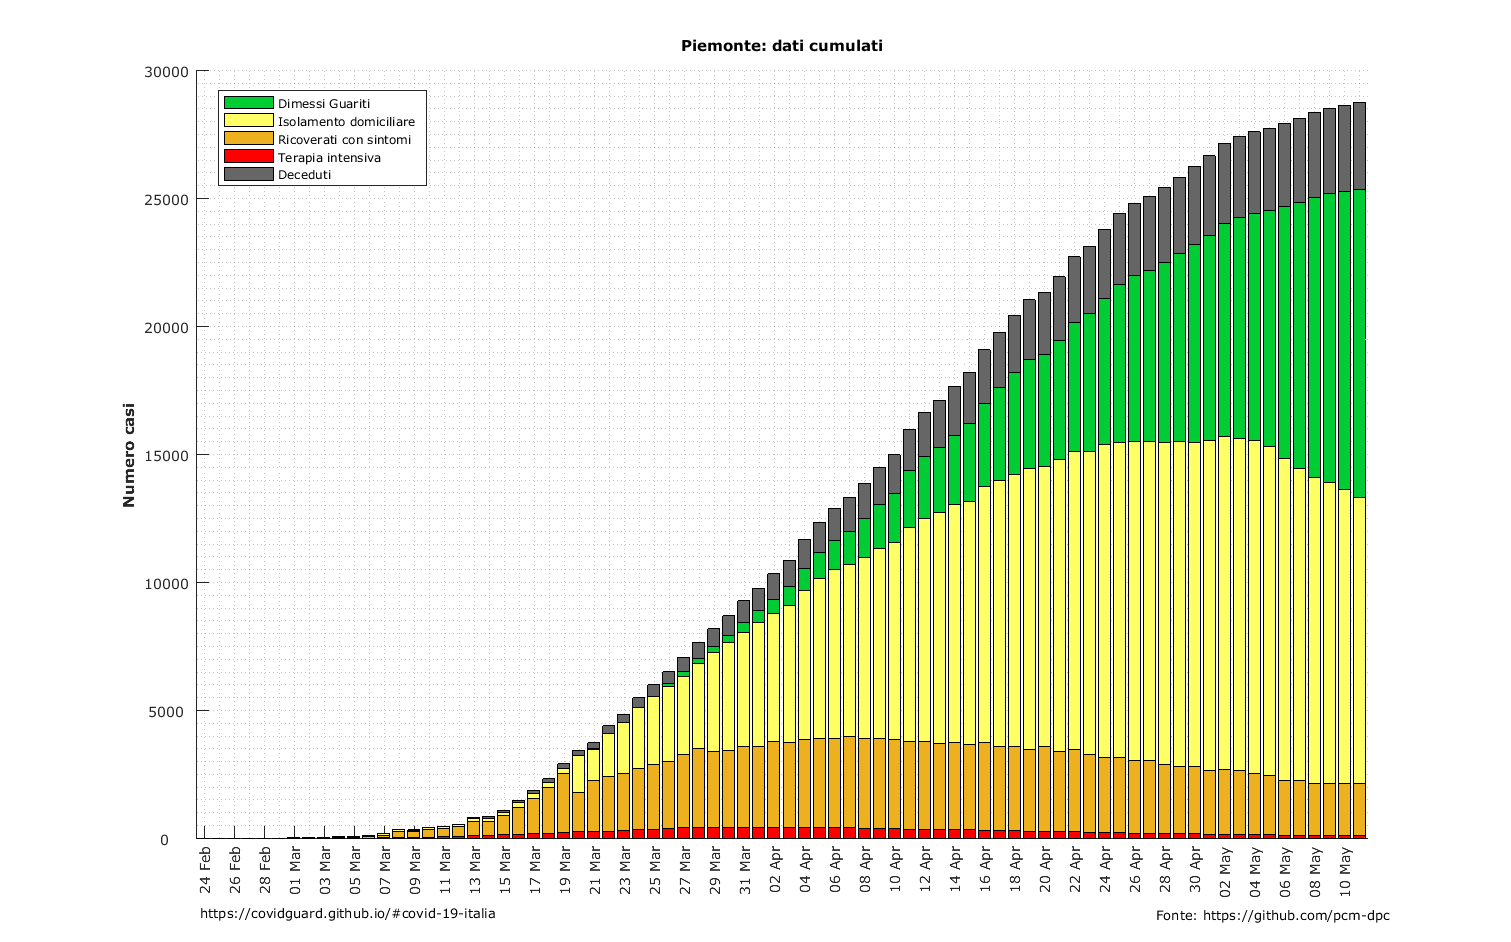 Piemonte: dati cumulati
30000
25000
20000
15000
10000
5000
0
Numero casi
Dimessi Guariti
Isolamento domiciliare
Ricoverati con sintomi
Terapia intensiva
Deceduti
24 Feb
26 Feb
28 Feb
01 Mar
03 Mar
05 Mar
07 Mar
09 Mar
11 Mar
13 Mar
15 Mar
17 Mar
19 Mar
21 Mar
23 Mar
25 Mar
27 Mar
29 Mar
31 Mar
02 Apr
04 Apr
06 Apr
08 Apr
10 Apr
12 Apr
14 Apr
16 Apr
18 Apr
20 Apr
22 Apr
24 Apr
26 Apr
28 Apr
30 Apr
02 May
04 May
06 May
08 May
10 May
https://covidguard.github.io/#covid-19-italia
Fonte: https://github.com/pcm-dpc